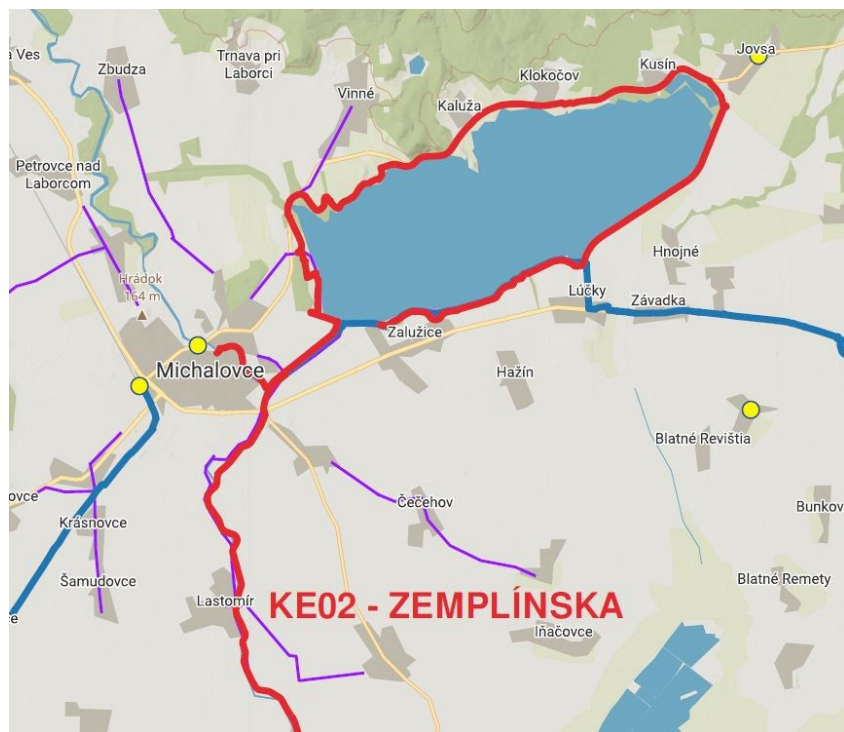 a Ves
Zbudza
Trnava pri
Laborci
Vinné
Kaluža
Klokočov
Kusín
Jovsa
Petrovce nad
Laborcom
Hrádok
164 m
Hnojné
Lúčky
Závadka
Zalužice
Michalovce
Hažín
Blatné Revištia
ovce
Krásnovce
Čečehov
Bunkov
Šamudovce
Lastomír
KE02 - ZEMPLÍNSKA
Blatné Remety
Iňačovce
ce